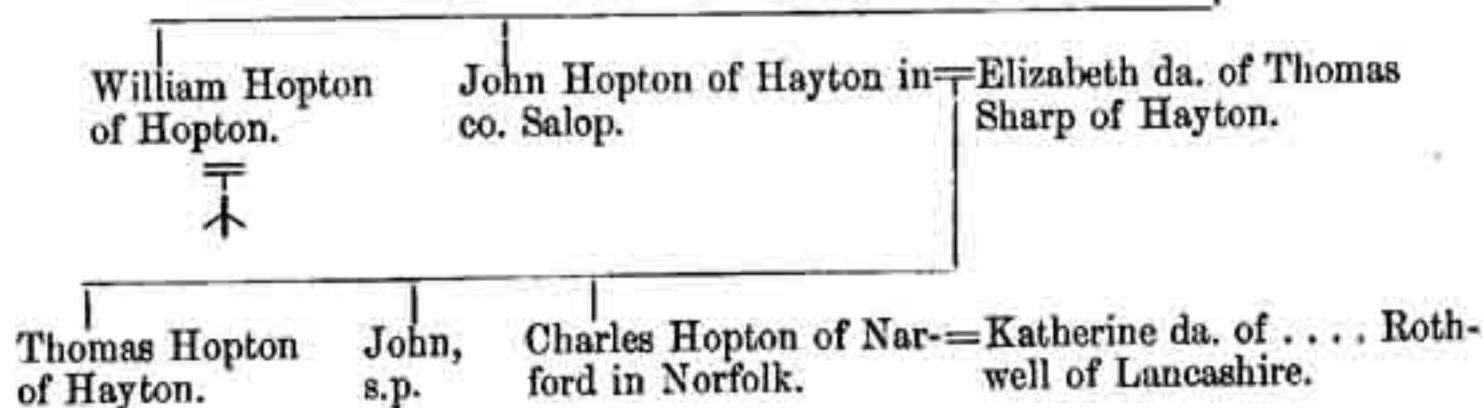 William Hopton
of Hopton.
John Hopton of Hayton in
co. Salop.
Elizabeth da. of Thomas
Sharp of Hayton.
Thomas Hopton
of Hayton.
John,
s.p.
Charles Hopton of Nar-
ford in Norfolk.
Katherine da. of . . . . Roth-
well of Lancashire.